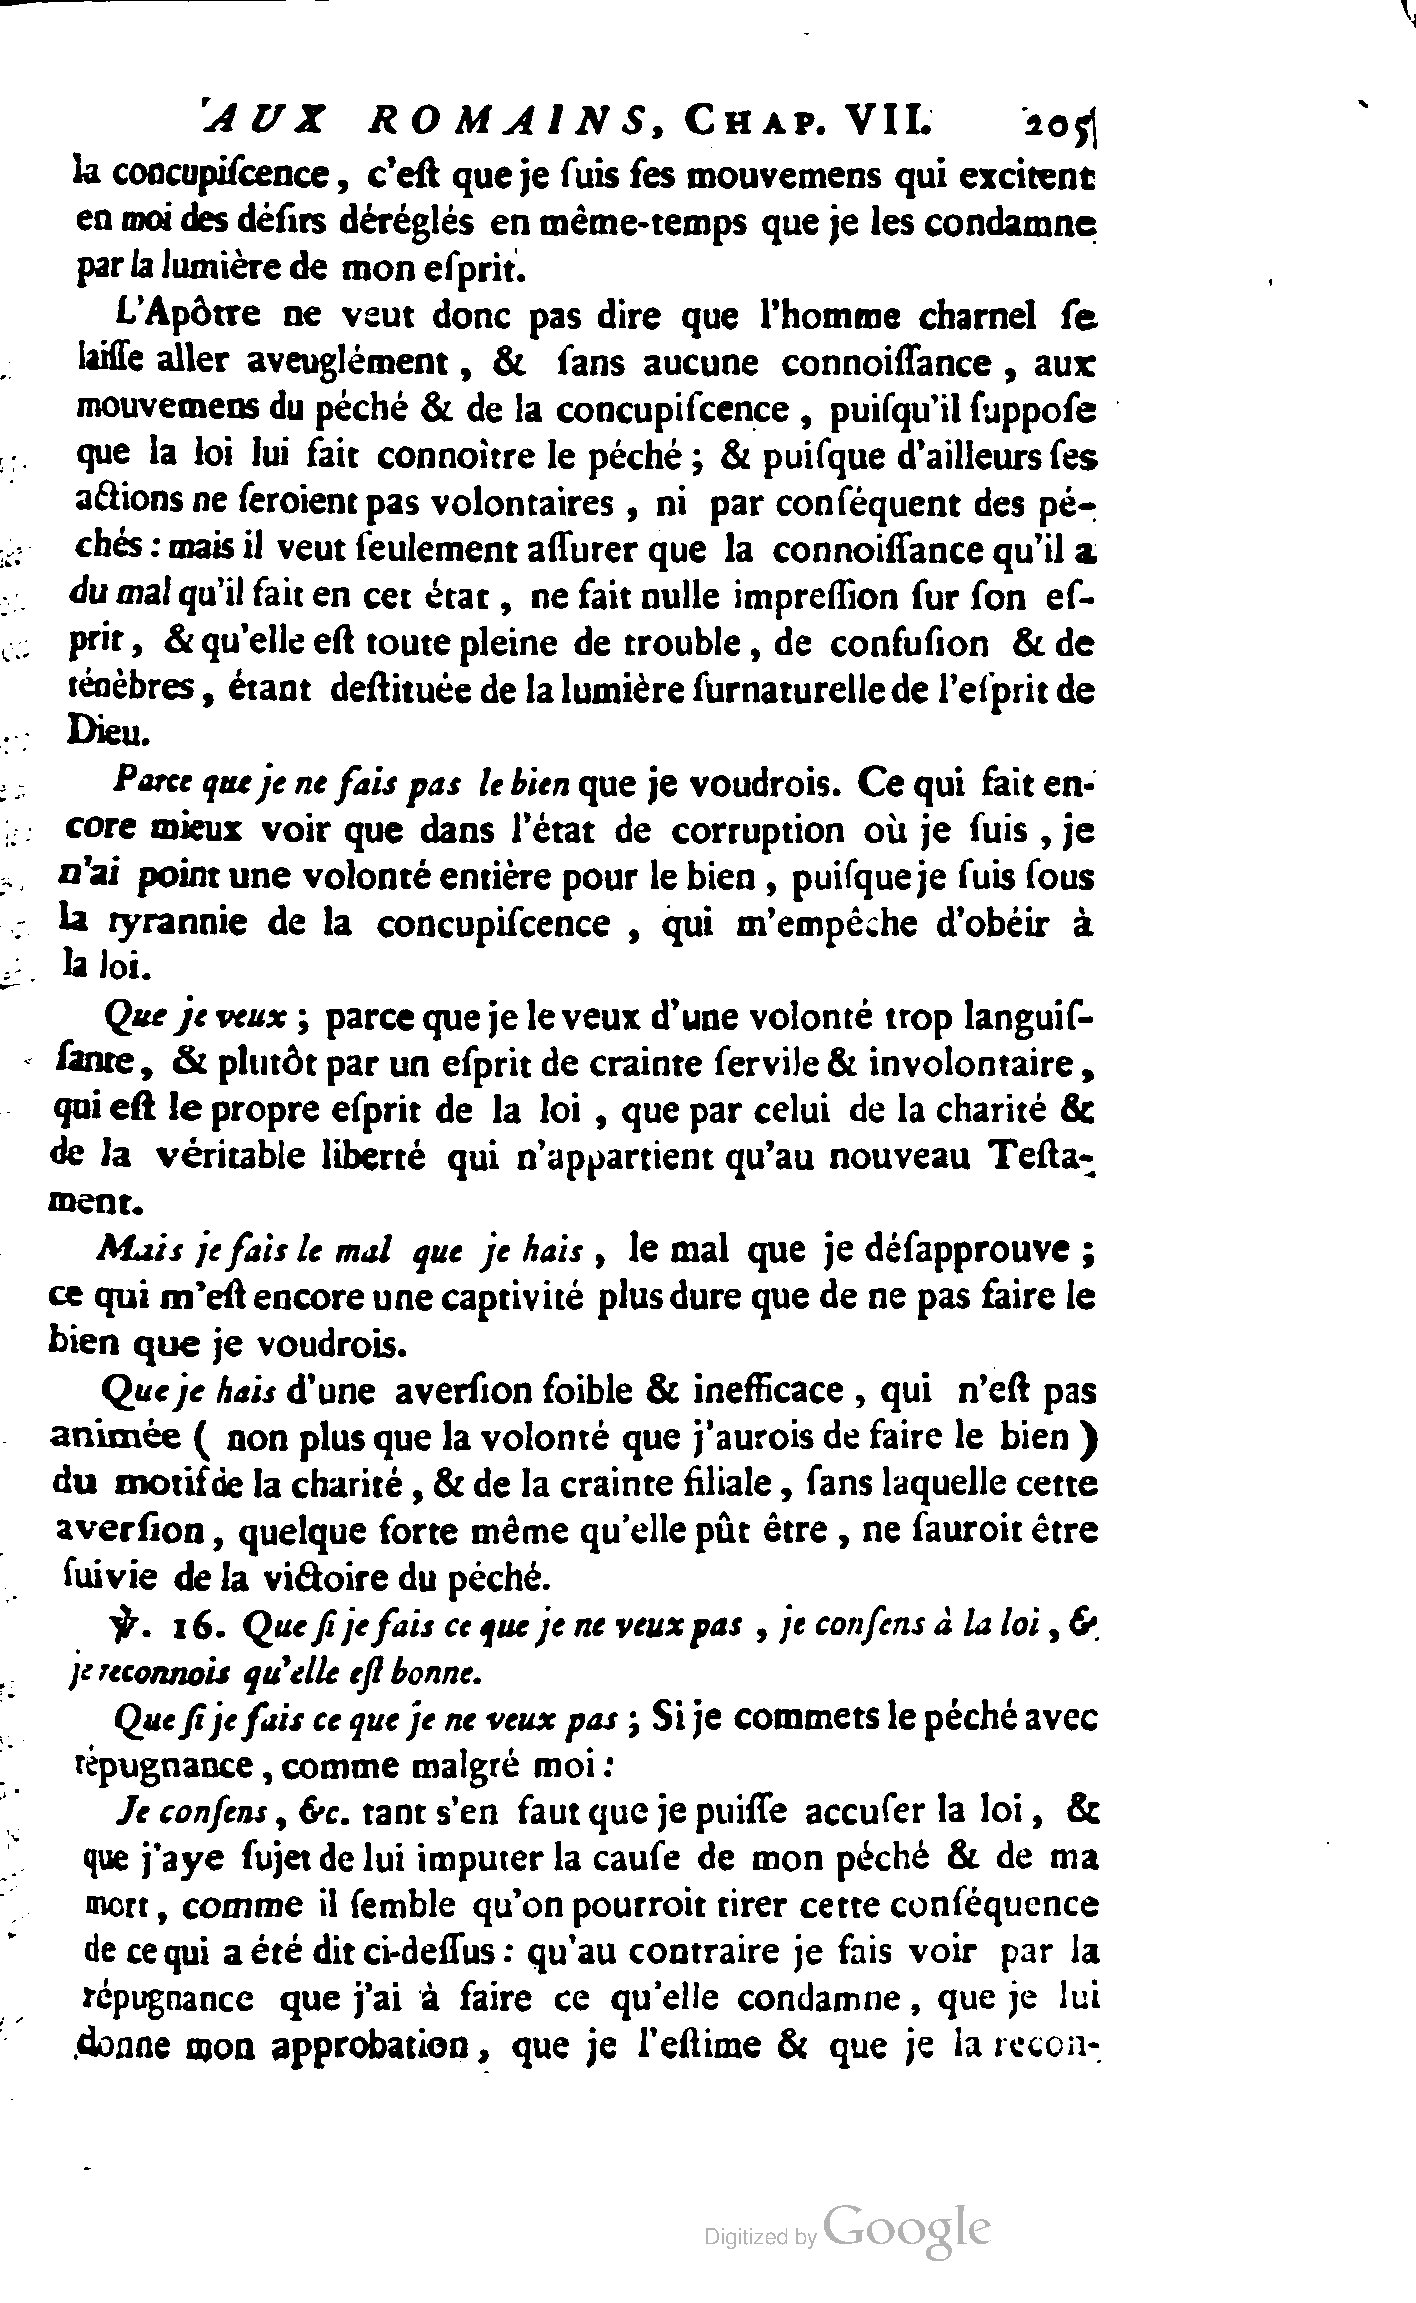 AUX ROMAINS, CHAP. VII. 205
la concupiſcence, c'eſt que je ſuis ſes mouvemens qui excitent
en moi des déſirs déréglés en même-temps que je les condamne
par la lumière de mon eſprit.
L'Apôtre ne veut donc pas dire que l'homme charnel ſe
laiſſe aller aveuglément, & ſans aucune connoiſſance, aux
mouvemens du péché & de la concupiſcence, puiſqu'il ſuppoſe
que la loi lui fait connoître le péché; & puiſque d'ailleurs ſes
actions ne ſeroient pas volontaires, ni par conſéquent des pé-
chés: mais il veut ſeulement aſſurer que la connoiſſance qu'il a
du mal qu'il fait en cet état, ne fait nulle impreſſion ſur ſon eſ-
prit, & qu'elle eſt toute pleine de trouble, de confuſion & de
ténèbres, étant deſtituée de la lumière ſurnaturelle de l'eſprit de
Dieu.
Parce que je ne fais pas le bien que je voudrois. Ce qui fait en-
core mieux voir que dans l'état de corruption où je ſuis, je
n'ai point une volonté entière pour le bien, puiſque je ſuis ſous
la tyrannie de la concupiſcence, qui m'empêche d'obéir à
la loi.
Que je veux; parce que je le veux d'une volonté trop languiſ-
ſante, & plutôt par un eſprit de crainte ſervile & involontaire,
qui eſt le propre eſprit de la loi, que par celui de la charité &
de la véritable liberté qui n'appartient qu'au nouveau Teſta-
ment.
Mais je fais le mal que je hais, le mal que je déſapprouve;
ce qui m'eſt encore une captivité plus dure que de ne pas faire le
bien que je voudrois.
Que je hais d'une averſion foible & inefficace, qui n'eſt pas
animée (non plus que la volonté que j'aurois de faire le bien)
du motif de la charité, & de la crainte filiale, ſans laquelle cette
averſion, quelque forte même qu'elle pût être, ne ſauroit être
ſuivie de la victoire du péché.
℣. 16. Que ſi je fais ce que je ne veux pas, je conſens à la loi, &
je reconnois qu'elle eſt bonne.
Que ſi je fais ce que je ne veux pas; Si je commets le péché avec
répugnance, comme malgré moi:
Je conſens, &c. tant s'en faut que je puiſſe accuſer la loi, &
que j'aye ſujet de lui imputer la cauſe de mon péché & de ma
mort, comme il ſemble qu'on pourroit tirer cette conſéquence
de ce qui a été dit ci-deſſus: qu'au contraire je fais voir par la
répugnance que j'ai à faire ce qu'elle condamne, que je lui
donne mon approbation, que je l'eſtime & que je la recon-
Digitized by Google